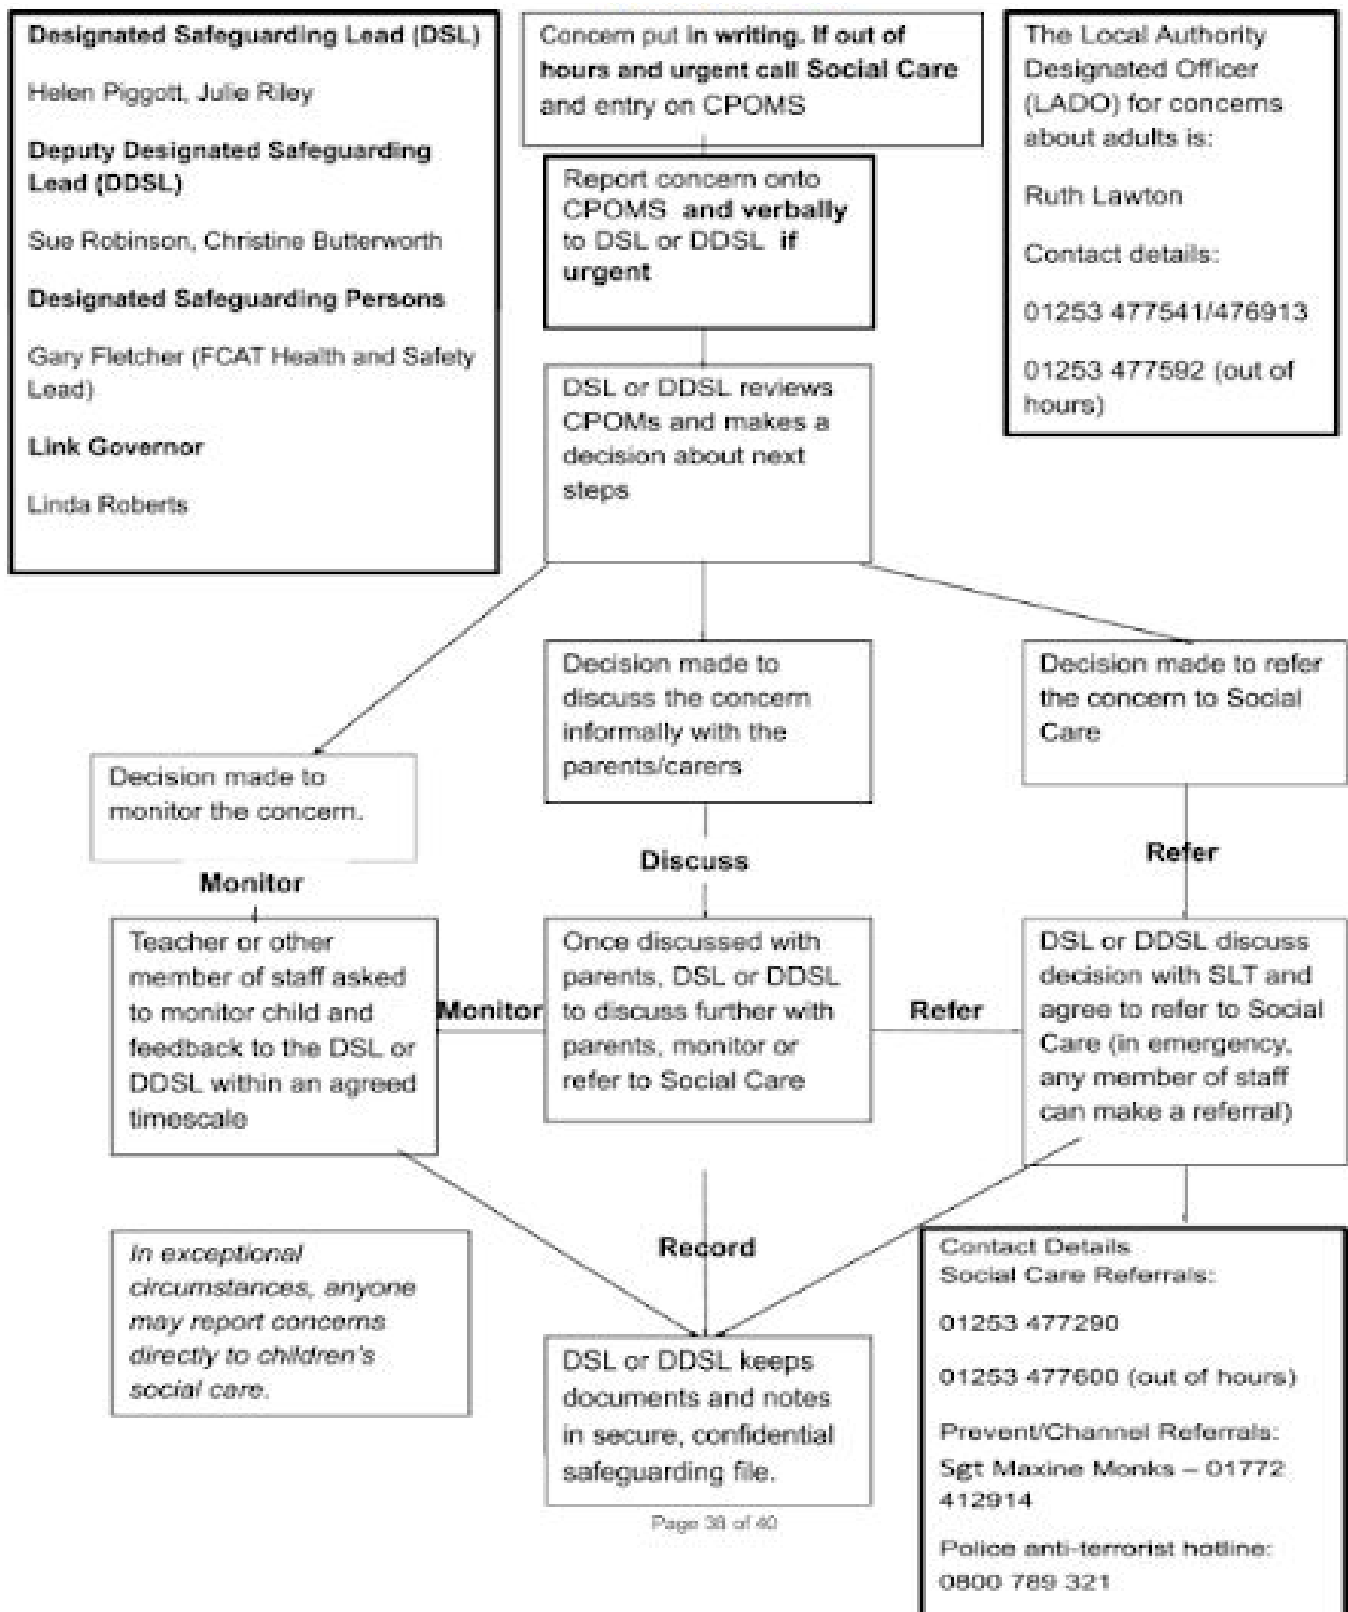 Designated Safeguarding Lead (DSL)
Helen Piggott, Julie Riley
Deputy Designated Safeguarding
Lead (DDSL)
Sue Robinson, Christine Butterworth
Designated Safeguarding Persons
Gary Fletcher (FCAT Health and Safety
Lead)
Link Governor
Linda Roberts
Concern put in writing. If out of
hours and urgent call Social Care
and entry on CPOMS
The Local Authority
Designated Officer
(LADO) for concerns
about adults is:
Ruth Lawton
Contact details:
01253 477541/476913
01253 477592 (out of
hours)
Report concern onto
CPOMS and verbally
to DSL or DDSL if
urgent
DSL or DDSL reviews
CPOMs and makes a
decision about next
steps
Decision made to
monitor the concern.
Decision made to
discuss the concern
informally with the
parents/carers
Decision made to refer
the concern to Social
Care
Monitor
Discuss
Refer
Teacher or other
member of staff asked
to monitor child and
feedback to the DSL or
DDSL within an agreed
timescale
Monitor
Once discussed with
parents, DSL or DDSL
to discuss further with
parents, monitor or
refer to Social Care
Refer
DSL or DDSL discuss
decision with SLT and
agree to refer to Social
Care (in emergency,
any member of staff
can make a referral)
In exceptional
circumstances, anyone
may report concerns
directly to children's
social care.
Record
DSL or DDSL keeps
documents and notes
in secure, confidential
safeguarding file.
Contact Details
Social Care Referrals:
01253 477290
01253 477600 (out of hours)
Prevent/Channel Referrals:
Sgt Maxine Monks – 01772
412914
Police anti-terrorist hotline:
0800 789 321
Page 38 of 40